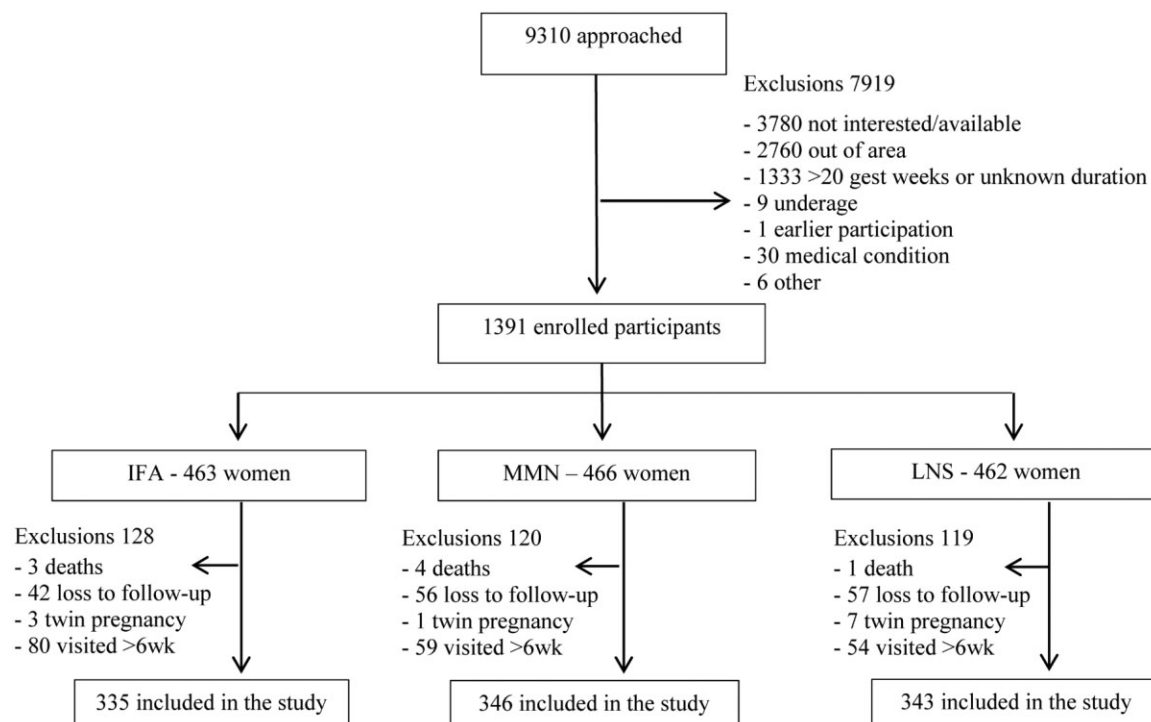 9310 approached
Exclusions 7919
- 3780 not interested/available
- 2760 out of area
- 1333 >20 gest weeks or unknown duration
- 9 underage
- 1 earlier participation
- 30 medical condition
- 6 other
1391 enrolled participants
IFA - 463 women
MMN – 466 women
LNS - 462 women
Exclusions 128
- 3 deaths
- 42 loss to follow-up
- 3 twin pregnancy
- 80 visited >6wk
Exclusions 120
- 4 deaths
- 56 loss to follow-up
- 1 twin pregnancy
- 59 visited >6wk
Exclusions 119
- 1 death
- 57 loss to follow-up
- 7 twin pregnancy
- 54 visited >6wk
335 included in the study
346 included in the study
343 included in the study